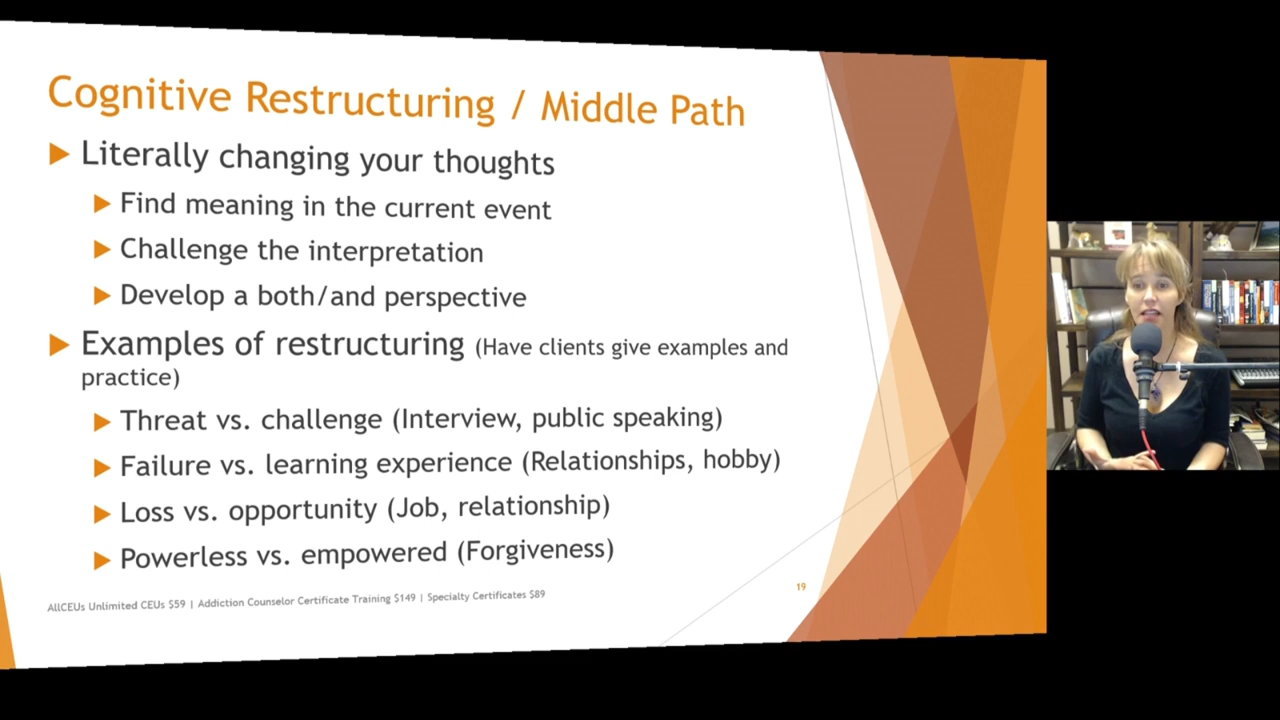 Cognitive Restructuring / Middle Path
Literally changing your thoughts
Find meaning in the current event
Challenge the interpretation
Develop a both/and perspective
Examples of restructuring (Have clients give examples and
practice)
Threat vs. challenge (Interview, public speaking)
Failure vs. learning experience (Relationships, hobby)
Loss vs. opportunity (Job, relationship)
Powerless vs. empowered (Forgiveness)
AllCEUs Unlimited CEUs $59 | Addiction Counselor Certificate Training $149 | Specialty Certificates $89
19